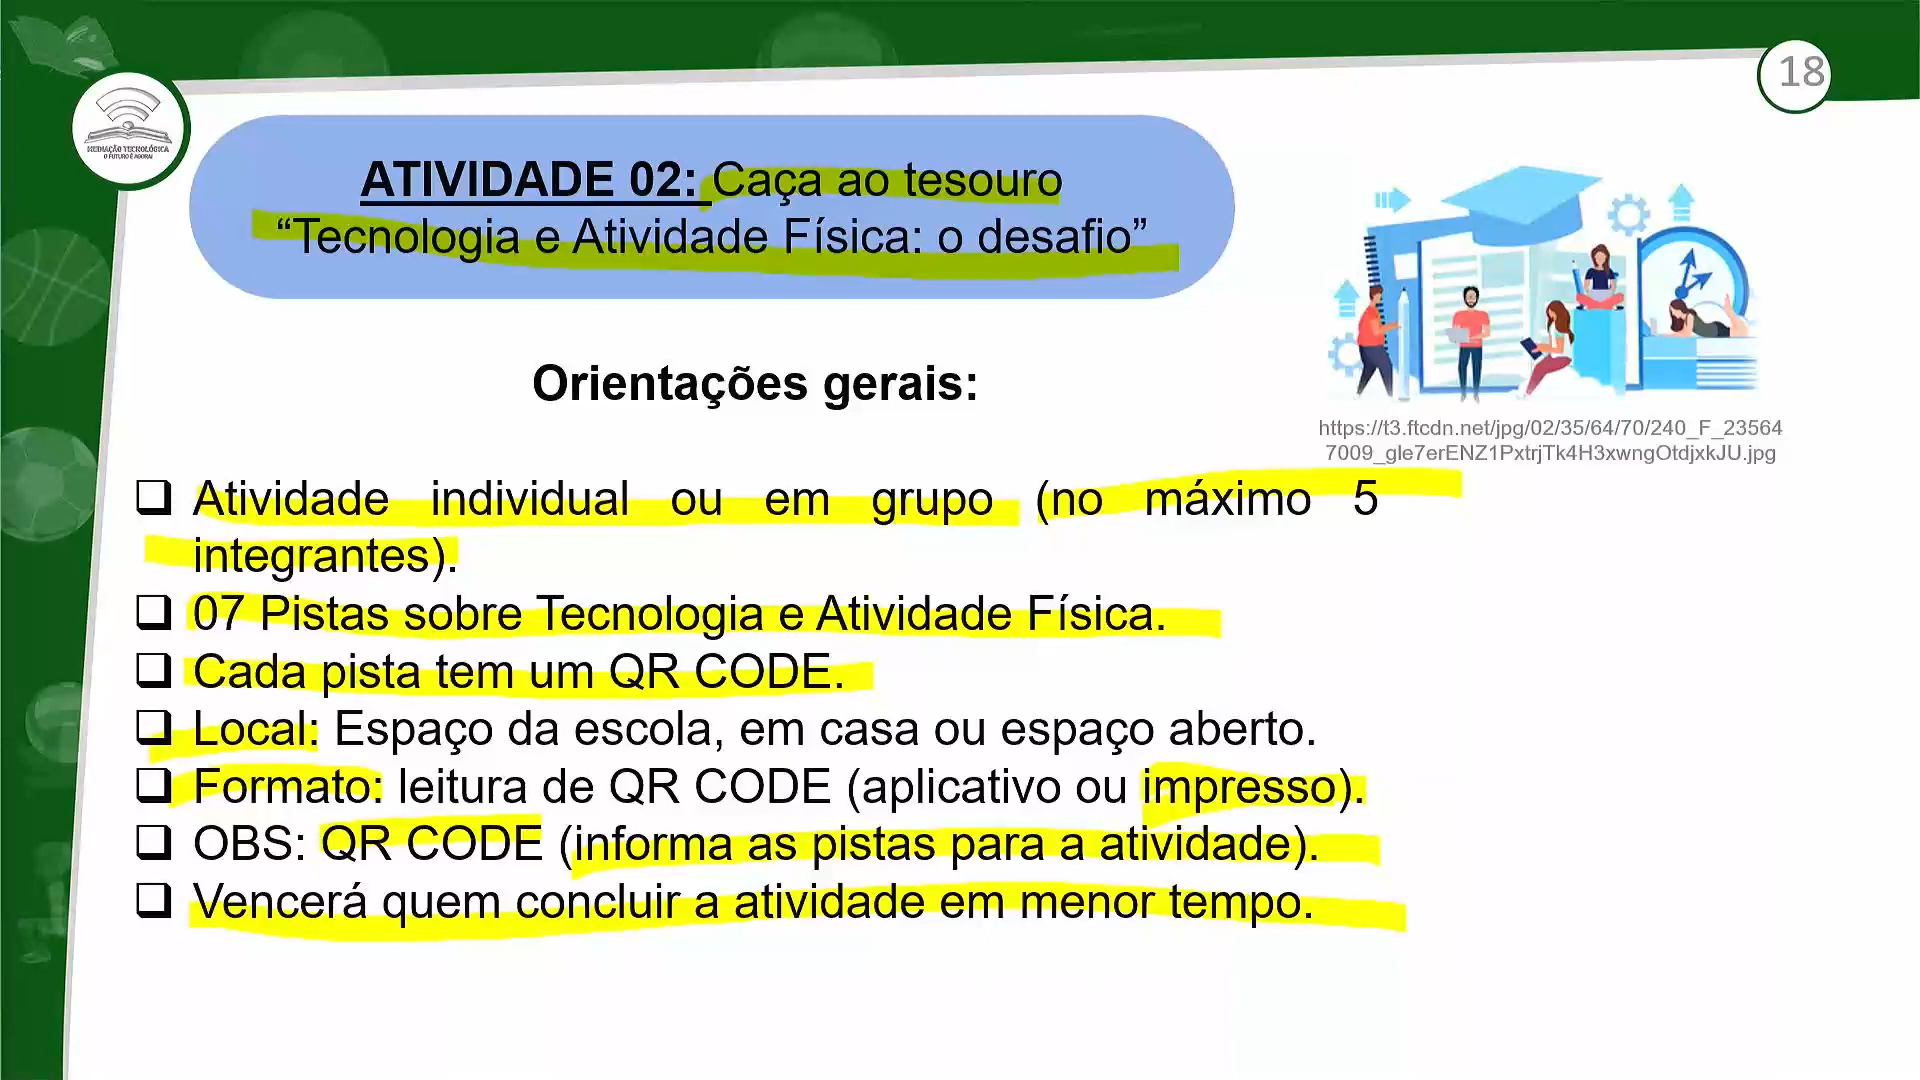 18
MEDIAÇÃO TECNOLÓGICA
O FUTURO É AGORA!
ATIVIDADE 02: Caça ao tesouro
“Tecnologia e Atividade Física: o desafio”
https://t3.ftcdn.net/jpg/02/35/64/70/240_F_23564
7009_gle7erENZ1PxtrjTk4H3xwngOtdjxkJU.jpg
Orientações gerais:
❑ Atividade individual ou em grupo (no máximo 5
integrantes).
❑ 07 Pistas sobre Tecnologia e Atividade Física.
❑ Cada pista tem um QR CODE.
❑ Local: Espaço da escola, em casa ou espaço aberto.
❑ Formato: leitura de QR CODE (aplicativo ou impresso).
❑ OBS: QR CODE (informa as pistas para a atividade).
❑ Vencerá quem concluir a atividade em menor tempo.